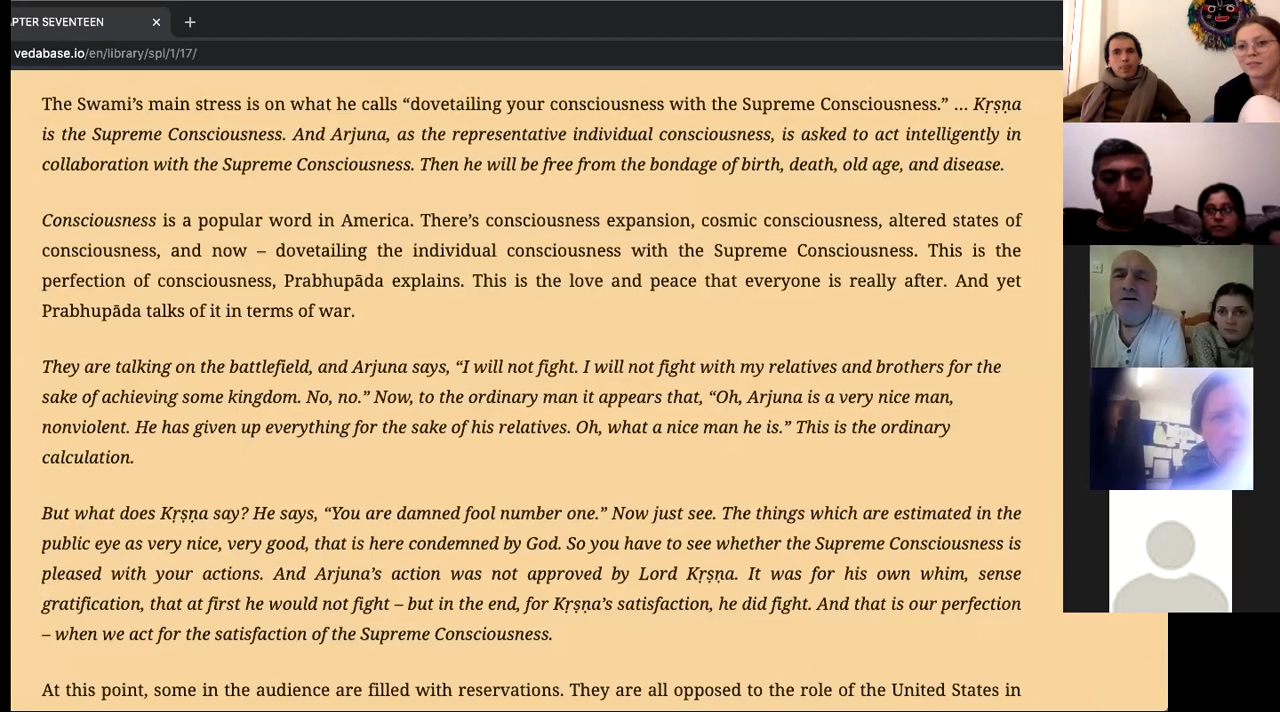 PTER SEVENTEEN
vedabase.io/en/library/spl/1/17/
The Swami’s main stress is on what he calls “dovetailing your consciousness with the Supreme Consciousness.” … Kṛṣṇa
is the Supreme Consciousness. And Arjuna, as the representative individual consciousness, is asked to act intelligently in
collaboration with the Supreme Consciousness. Then he will be free from the bondage of birth, death, old age, and disease.
Consciousness is a popular word in America. There’s consciousness expansion, cosmic consciousness, altered states of
consciousness, and now – dovetailing the individual consciousness with the Supreme Consciousness. This is the
perfection of consciousness, Prabhupāda explains. This is the love and peace that everyone is really after. And yet
Prabhupāda talks of it in terms of war.
They are talking on the battlefield, and Arjuna says, “I will not fight. I will not fight with my relatives and brothers for the
sake of achieving some kingdom. No, no.” Now, to the ordinary man it appears that, “Oh, Arjuna is a very nice man,
nonviolent. He has given up everything for the sake of his relatives. Oh, what a nice man he is.” This is the ordinary
calculation.
But what does Kṛṣṇa say? He says, “You are damned fool number one.” Now just see. The things which are estimated in the
public eye as very nice, very good, that is here condemned by God. So you have to see whether the Supreme Consciousness is
pleased with your actions. And Arjuna’s action was not approved by Lord Kṛṣṇa. It was for his own whim, sense
gratification, that at first he would not fight – but in the end, for Kṛṣṇa’s satisfaction, he did fight. And that is our perfection
– when we act for the satisfaction of the Supreme Consciousness.
At this point, some in the audience are filled with reservations. They are all opposed to the role of the United States in